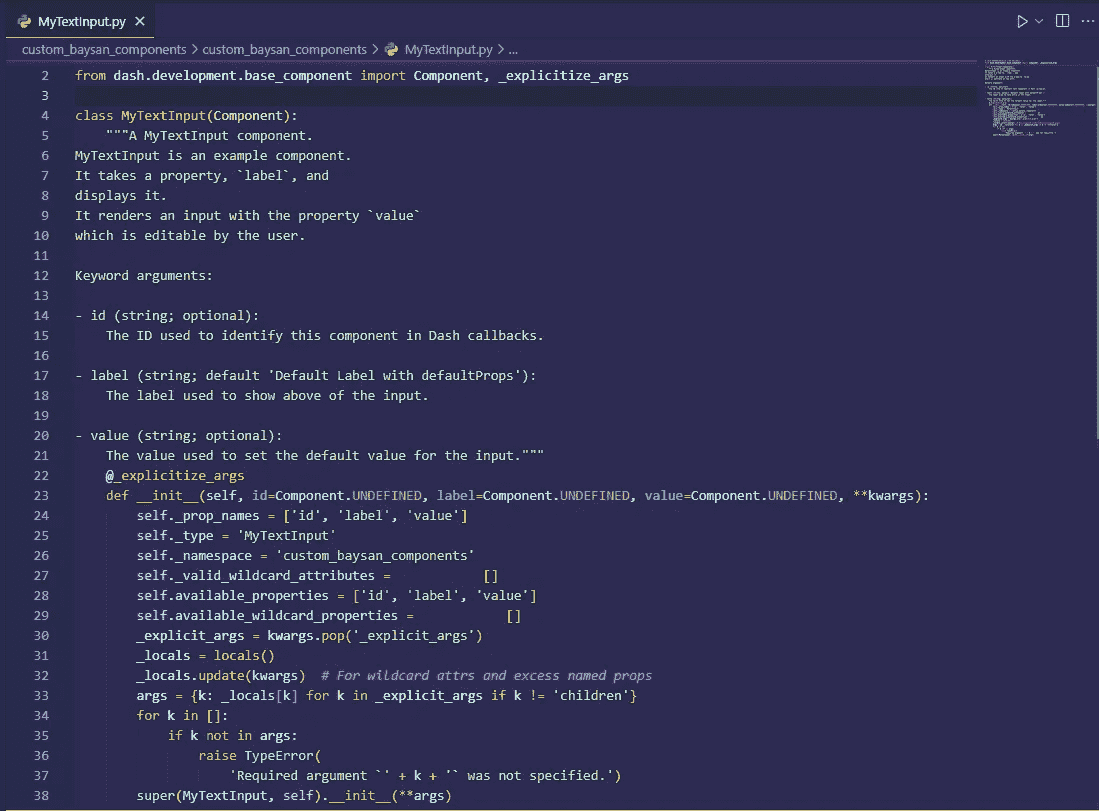 MyTextInput.py ×
custom_baysan_components > custom_baysan_components > MyTextInput.py > ...
2 from dash.development.base_component import Component, _explicitize_args
3
4 class MyTextInput(Component):
5     """A MyTextInput component.
6 MyTextInput is an example component.
7 It takes a property, `label`, and
8 displays it.
9 It renders an input with the property `value`
10 which is editable by the user.
11
12 Keyword arguments:
13
14 - id (string; optional):
15     The ID used to identify this component in Dash callbacks.
16
17 - label (string; default 'Default Label with defaultProps'):
18     The label used to show above of the input.
19
20 - value (string; optional):
21     The value used to set the default value for the input."""
22     @_explicitize_args
23     def __init__(self, id=Component.UNDEFINED, label=Component.UNDEFINED, value=Component.UNDEFINED, **kwargs):
24         self._prop_names = ['id', 'label', 'value']
25         self._type = 'MyTextInput'
26         self._namespace = 'custom_baysan_components'
27         self._valid_wildcard_attributes =            []
28         self.available_properties = ['id', 'label', 'value']
29         self.available_wildcard_properties =            []
30         _explicit_args = kwargs.pop('_explicit_args')
31         _locals = locals()
32         _locals.update(kwargs)  # For wildcard attrs and excess named props
33         args = {k: _locals[k] for k in _explicit_args if k != 'children'}
34         for k in []:
35             if k not in args:
36                 raise TypeError(
37                     'Required argument `' + k + '` was not specified.')
38         super(MyTextInput, self).__init__(**args)